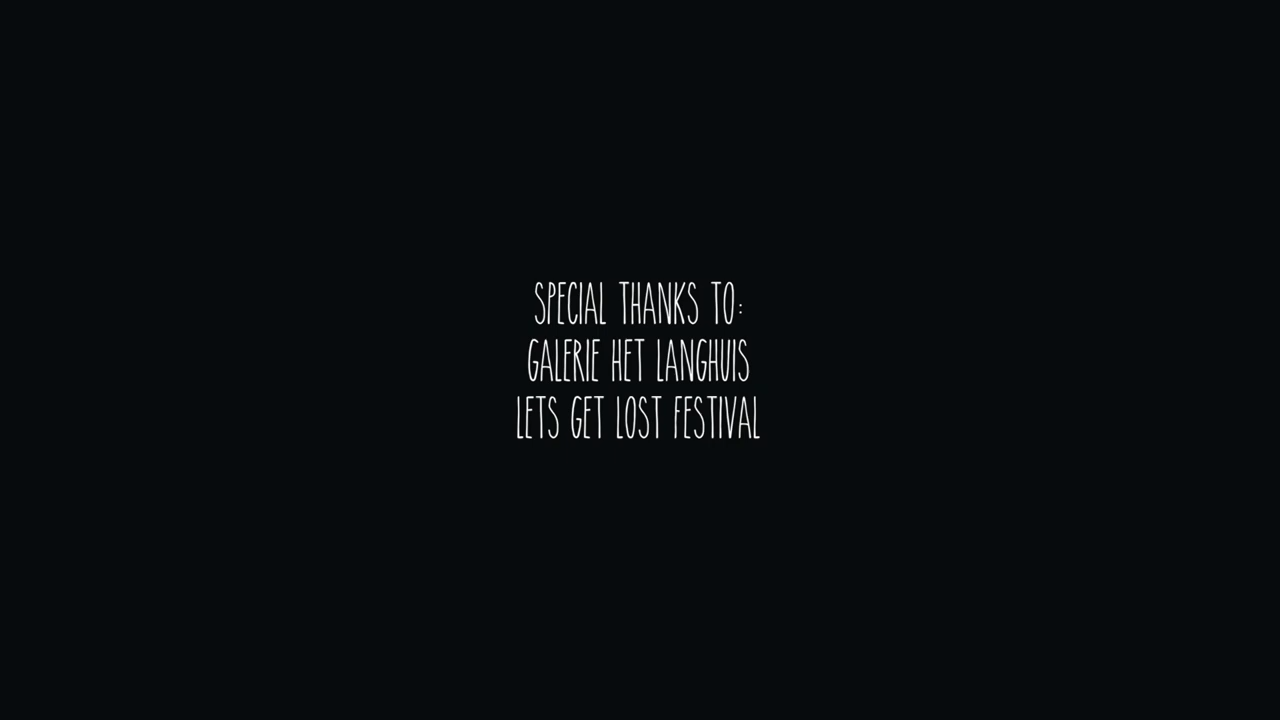 SPECIAL THANKS TO:
GALERIE HET LANGHUIS
LETS GET LOST FESTIVAL